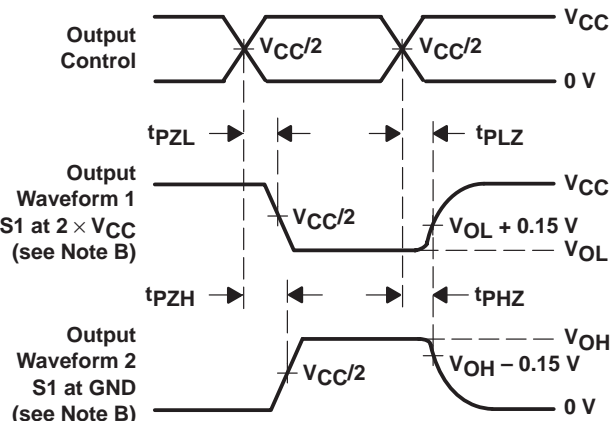 Output
Control
VCC/2
VCC/2
VCC
0 V
tPZL
tPLZ
Output
Waveform 1
S1 at 2 × VCC
(see Note B)
VCC/2
VCC
VOL + 0.15 V
VOL
tPZH
tPHZ
Output
Waveform 2
S1 at GND
(see Note B)
VCC/2
VOH
VOH – 0.15 V
0 V